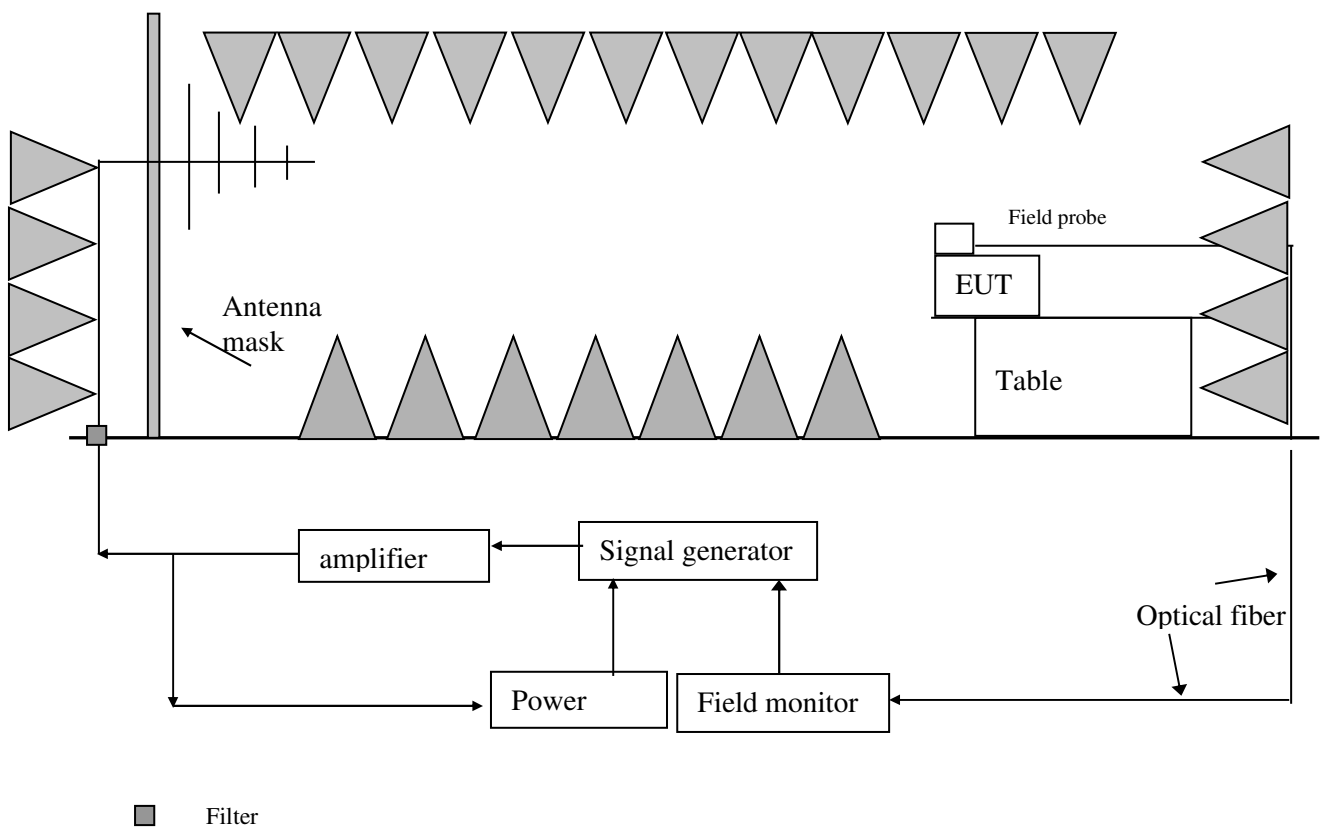 Field probe
EUT
Antenna
mask
Table
amplifier
Signal generator
Optical fiber
Power
Field monitor
Filter